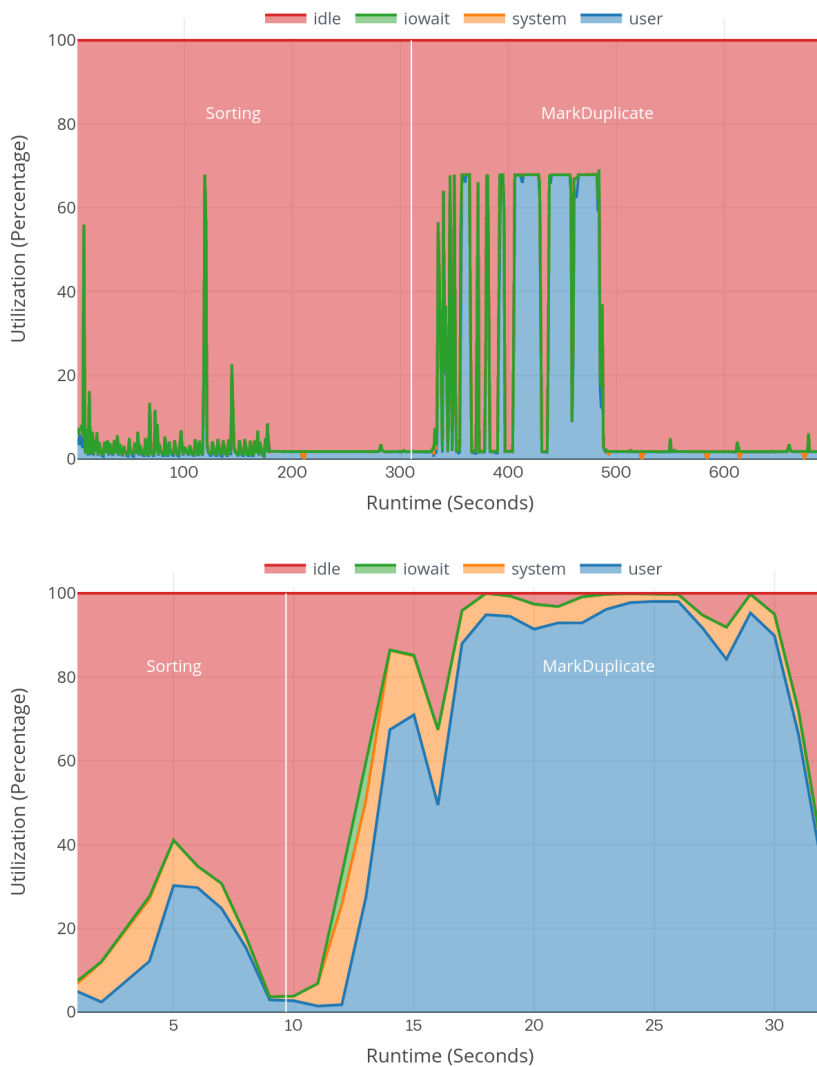 idle iowait system user
100
80
60
40
20
0
Utilization (Percentage)
Sorting MarkDuplicate
100 200 300 400 500 600
Runtime (Seconds)
idle iowait system user
100
80
60
40
20
0
Utilization (Percentage)
Sorting MarkDuplicate
5 10 15 20 25 30
Runtime (Seconds)